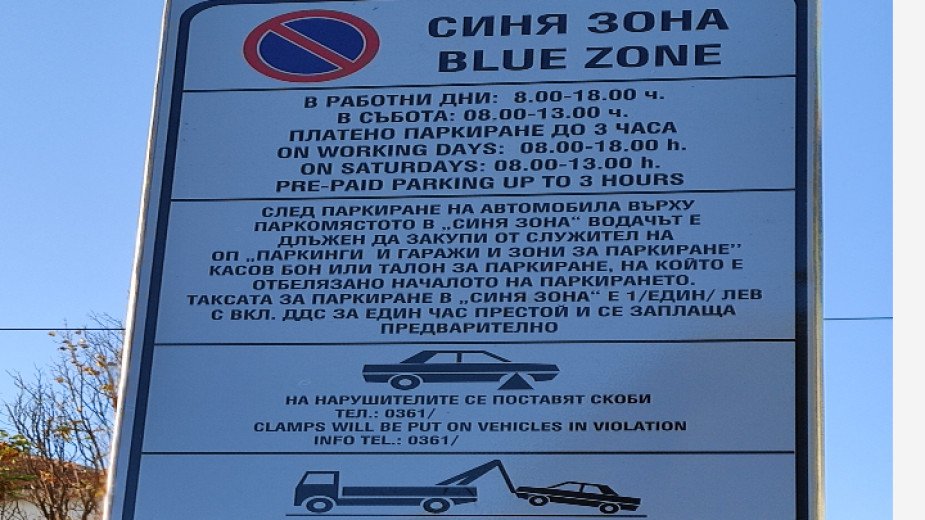 СИНЯ ЗОНА
BLUE ZONE
В РАБОТНИ ДНИ: 8.00-18.00 ч.
В СЪБОТА: 08.00-13.00 ч.
ПЛАТЕНО ПАРКИРАНЕ ДО 3 ЧАСА
ON WORKING DAYS: 08.00-18.00 h.
ON SATURDAYS: 08.00-13.00 h.
PRE-PAID PARKING UP TO 3 HOURS
СЛЕД ПАРКИРАНЕ НА АВТОМОБИЛА ВЪРХУ
ПАРКОМЯСТОТО В „СИНЯ ЗОНА“ ВОДАЧЪТ Е
ДЛЪЖЕН ДА ЗАКУПИ ОТ СЛУЖИТЕЛ НА
ОП „ПАРКИНГИ И ГАРАЖИ И ЗОНИ ЗА ПАРКИРАНЕ”
КАСОВ БОН ИЛИ ТАЛОН ЗА ПАРКИРАНЕ, НА КОЙТО Е
ОТБЕЛЯЗАНО НАЧАЛОТО НА ПАРКИРАНЕТО.
ТАКСАТА ЗА ПАРКИРАНЕ В „СИНЯ ЗОНА“ Е 1/ЕДИН/ ЛЕВ
С ВКЛ. ДДС ЗА ЕДИН ЧАС ПРЕСТОЙ И СЕ ЗАПЛАЩА
ПРЕДВАРИТЕЛНО
НА НАРУШИТЕЛИТЕ СЕ ПОСТАВЯТ СКОБИ
ТЕЛ.: 0361/
CLAMPS WILL BE PUT ON VEHICLES IN VIOLATION
INFO TEL.: 0361/